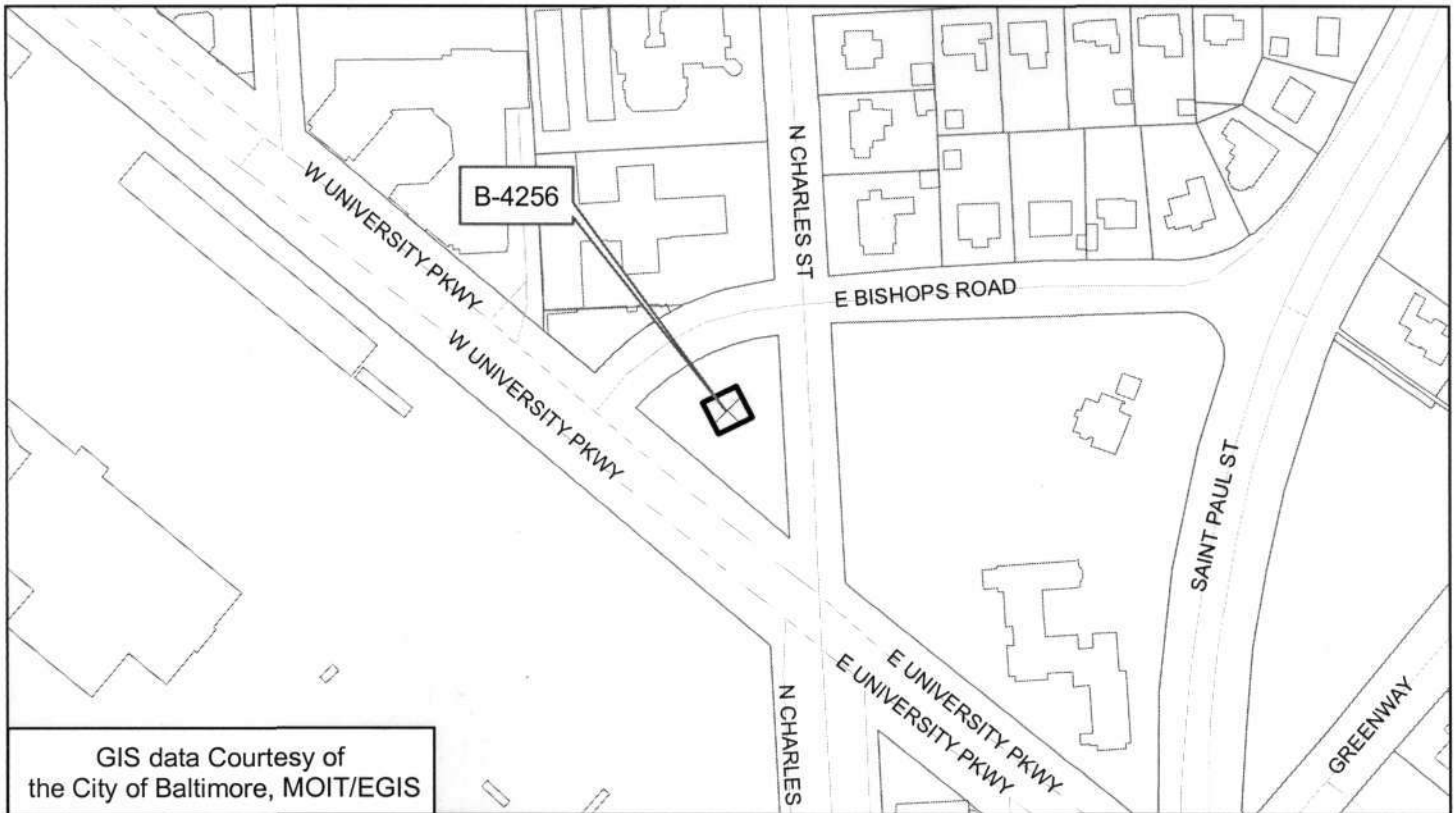 N CHARLES ST
W UNIVERSITY PKWY
B-4256
E BISHOPS ROAD
W UNIVERSITY PKWY
SAINT PAUL ST
E UNIVERSITY PKWY
E UNIVERSITY PKWY
N CHARLES
GREENWAY
GIS data Courtesy of
the City of Baltimore, MOIT/EGIS